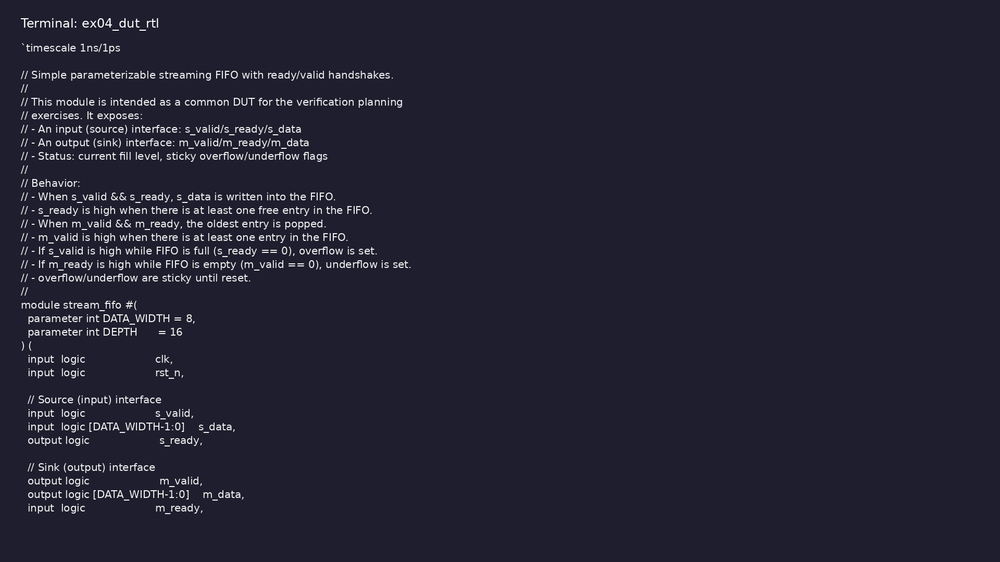 Terminal: ex04_dut_rtl
`timescale 1ns/1ps
// Simple parameterizable streaming FIFO with ready/valid handshakes.
//
// This module is intended as a common DUT for the verification planning
// exercises. It exposes:
// - An input (source) interface: s_valid/s_ready/s_data
// - An output (sink) interface: m_valid/m_ready/m_data
// - Status: current fill level, sticky overflow/underflow flags
//
// Behavior:
// - When s_valid && s_ready, s_data is written into the FIFO.
// - s_ready is high when there is at least one free entry in the FIFO.
// - When m_valid && m_ready, the oldest entry is popped.
// - m_valid is high when there is at least one entry in the FIFO.
// - If s_valid is high while FIFO is full (s_ready == 0), overflow is set.
// - If m_ready is high while FIFO is empty (m_valid == 0), underflow is set.
// - overflow/underflow are sticky until reset.
//
module stream_fifo #(
  parameter int DATA_WIDTH = 8,
  parameter int DEPTH      = 16
) (
  input  logic                     clk,
  input  logic                     rst_n,
  // Source (input) interface
  input  logic                     s_valid,
  input  logic [DATA_WIDTH-1:0]    s_data,
  output logic                     s_ready,
  // Sink (output) interface
  output logic                     m_valid,
  output logic [DATA_WIDTH-1:0]    m_data,
  input  logic                     m_ready,